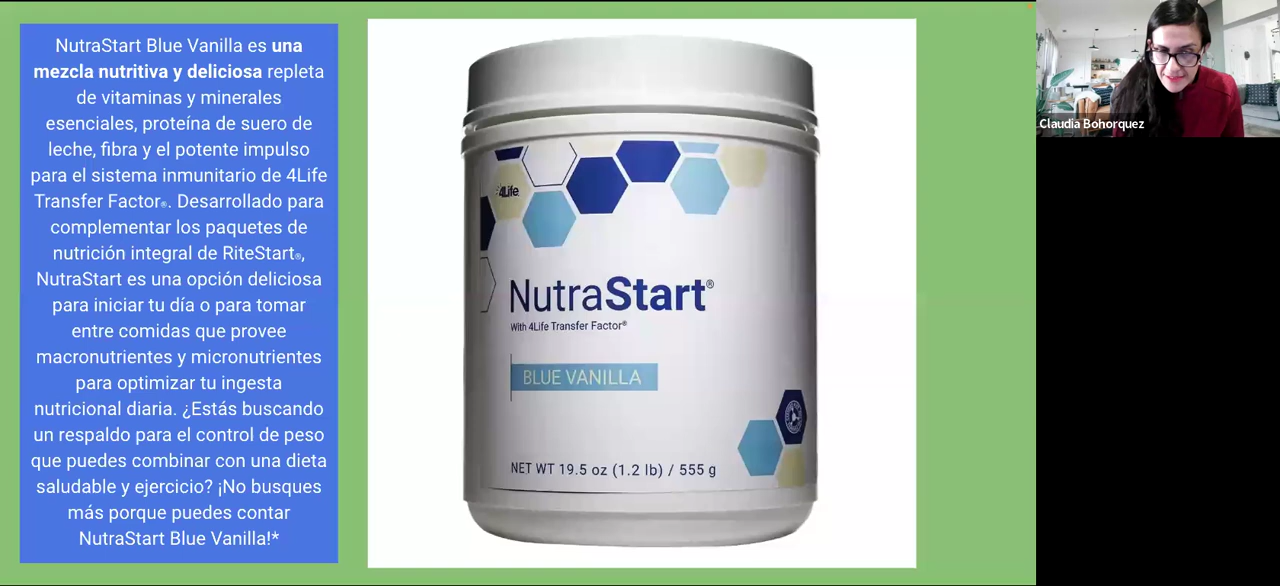 NutraStart Blue Vanilla es una
mezcla nutritiva y deliciosa repleta
de vitaminas y minerales
esenciales, proteína de suero de
leche, fibra y el potente impulso
para el sistema inmunitario de 4Life
Transfer Factor®. Desarrollado para
complementar los paquetes de
nutrición integral de RiteStart®,
NutraStart es una opción deliciosa
para iniciar tu día o para tomar
entre comidas que provee
macronutrientes y micronutrientes
para optimizar tu ingesta
nutricional diaria. ¿Estás buscando
un respaldo para el control de peso
que puedes combinar con una dieta
saludable y ejercicio? ¡No busques
más porque puedes contar
NutraStart Blue Vanilla!*
4Life
NutraStart®
With 4Life Transfer Factor®
BLUE VANILLA
NET WT 19.5 oz (1.2 lb) / 555 g
Claudia Bohorquez